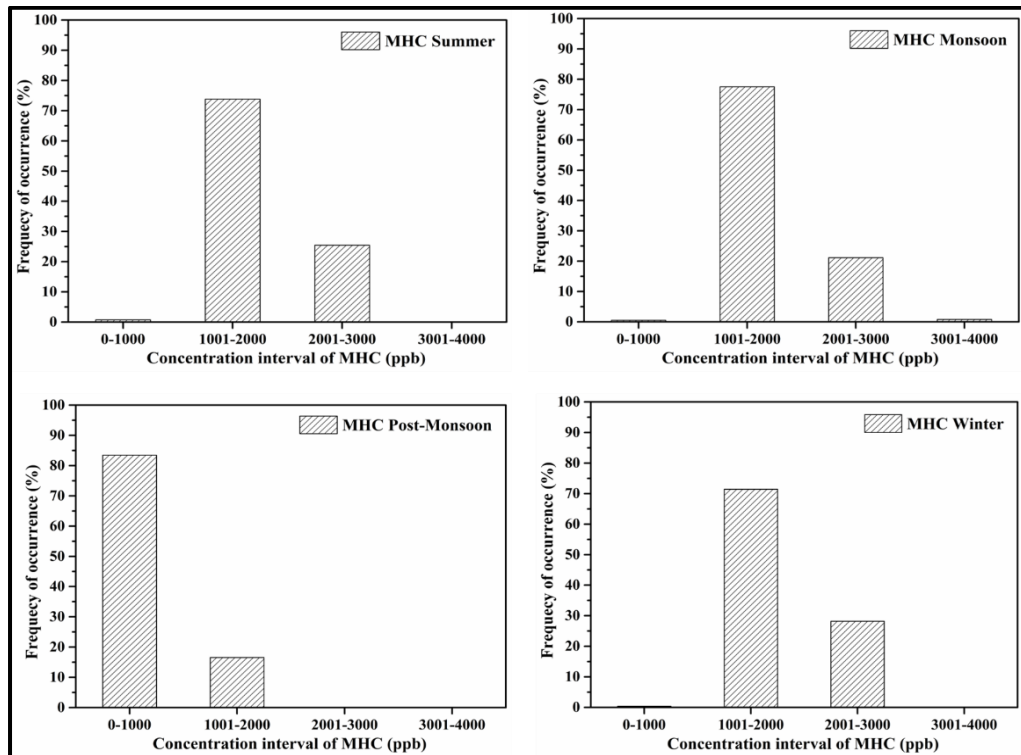 MHC Summer
Frequecy of occurrence (%)
100
90
80
70
60
50
40
30
20
10
0
0-1000 1001-2000 2001-3000 3001-4000
Concentration interval of MHC (ppb)
MHC Monsoon
Frequency of occurrence (%)
100
90
80
70
60
50
40
30
20
10
0
0-1000 1001-2000 2001-3000 3001-4000
Concentration interval of MHC (ppb)
MHC Post-Monsoon
Frequecy of occurrence (%)
100
90
80
70
60
50
40
30
20
10
0
0-1000 1001-2000 2001-3000 3001-4000
Concentration interval of MHC (ppb)
MHC Winter
Frequecy of occurrence (%)
100
90
80
70
60
50
40
30
20
10
0
0-1000 1001-2000 2001-3000 3001-4000
Concentration interval of MHC (ppb)